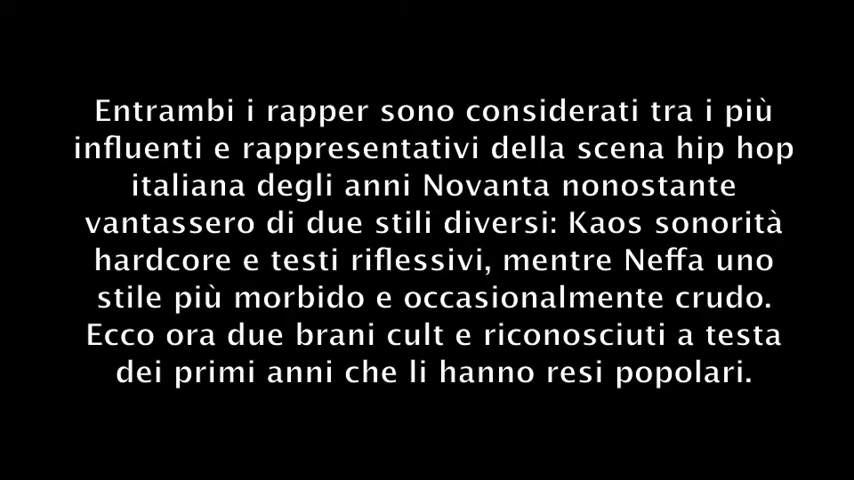 Entrambi i rapper sono considerati tra i più
influenti e rappresentativi della scena hip hop
italiana degli anni Novanta nonostante
vantassero di due stili diversi: Kaos sonorità
hardcore e testi riflessivi, mentre Neffa uno
stile più morbido e occasionalmente crudo.
Ecco ora due brani cult e riconosciuti a testa
dei primi anni che li hanno resi popolari.